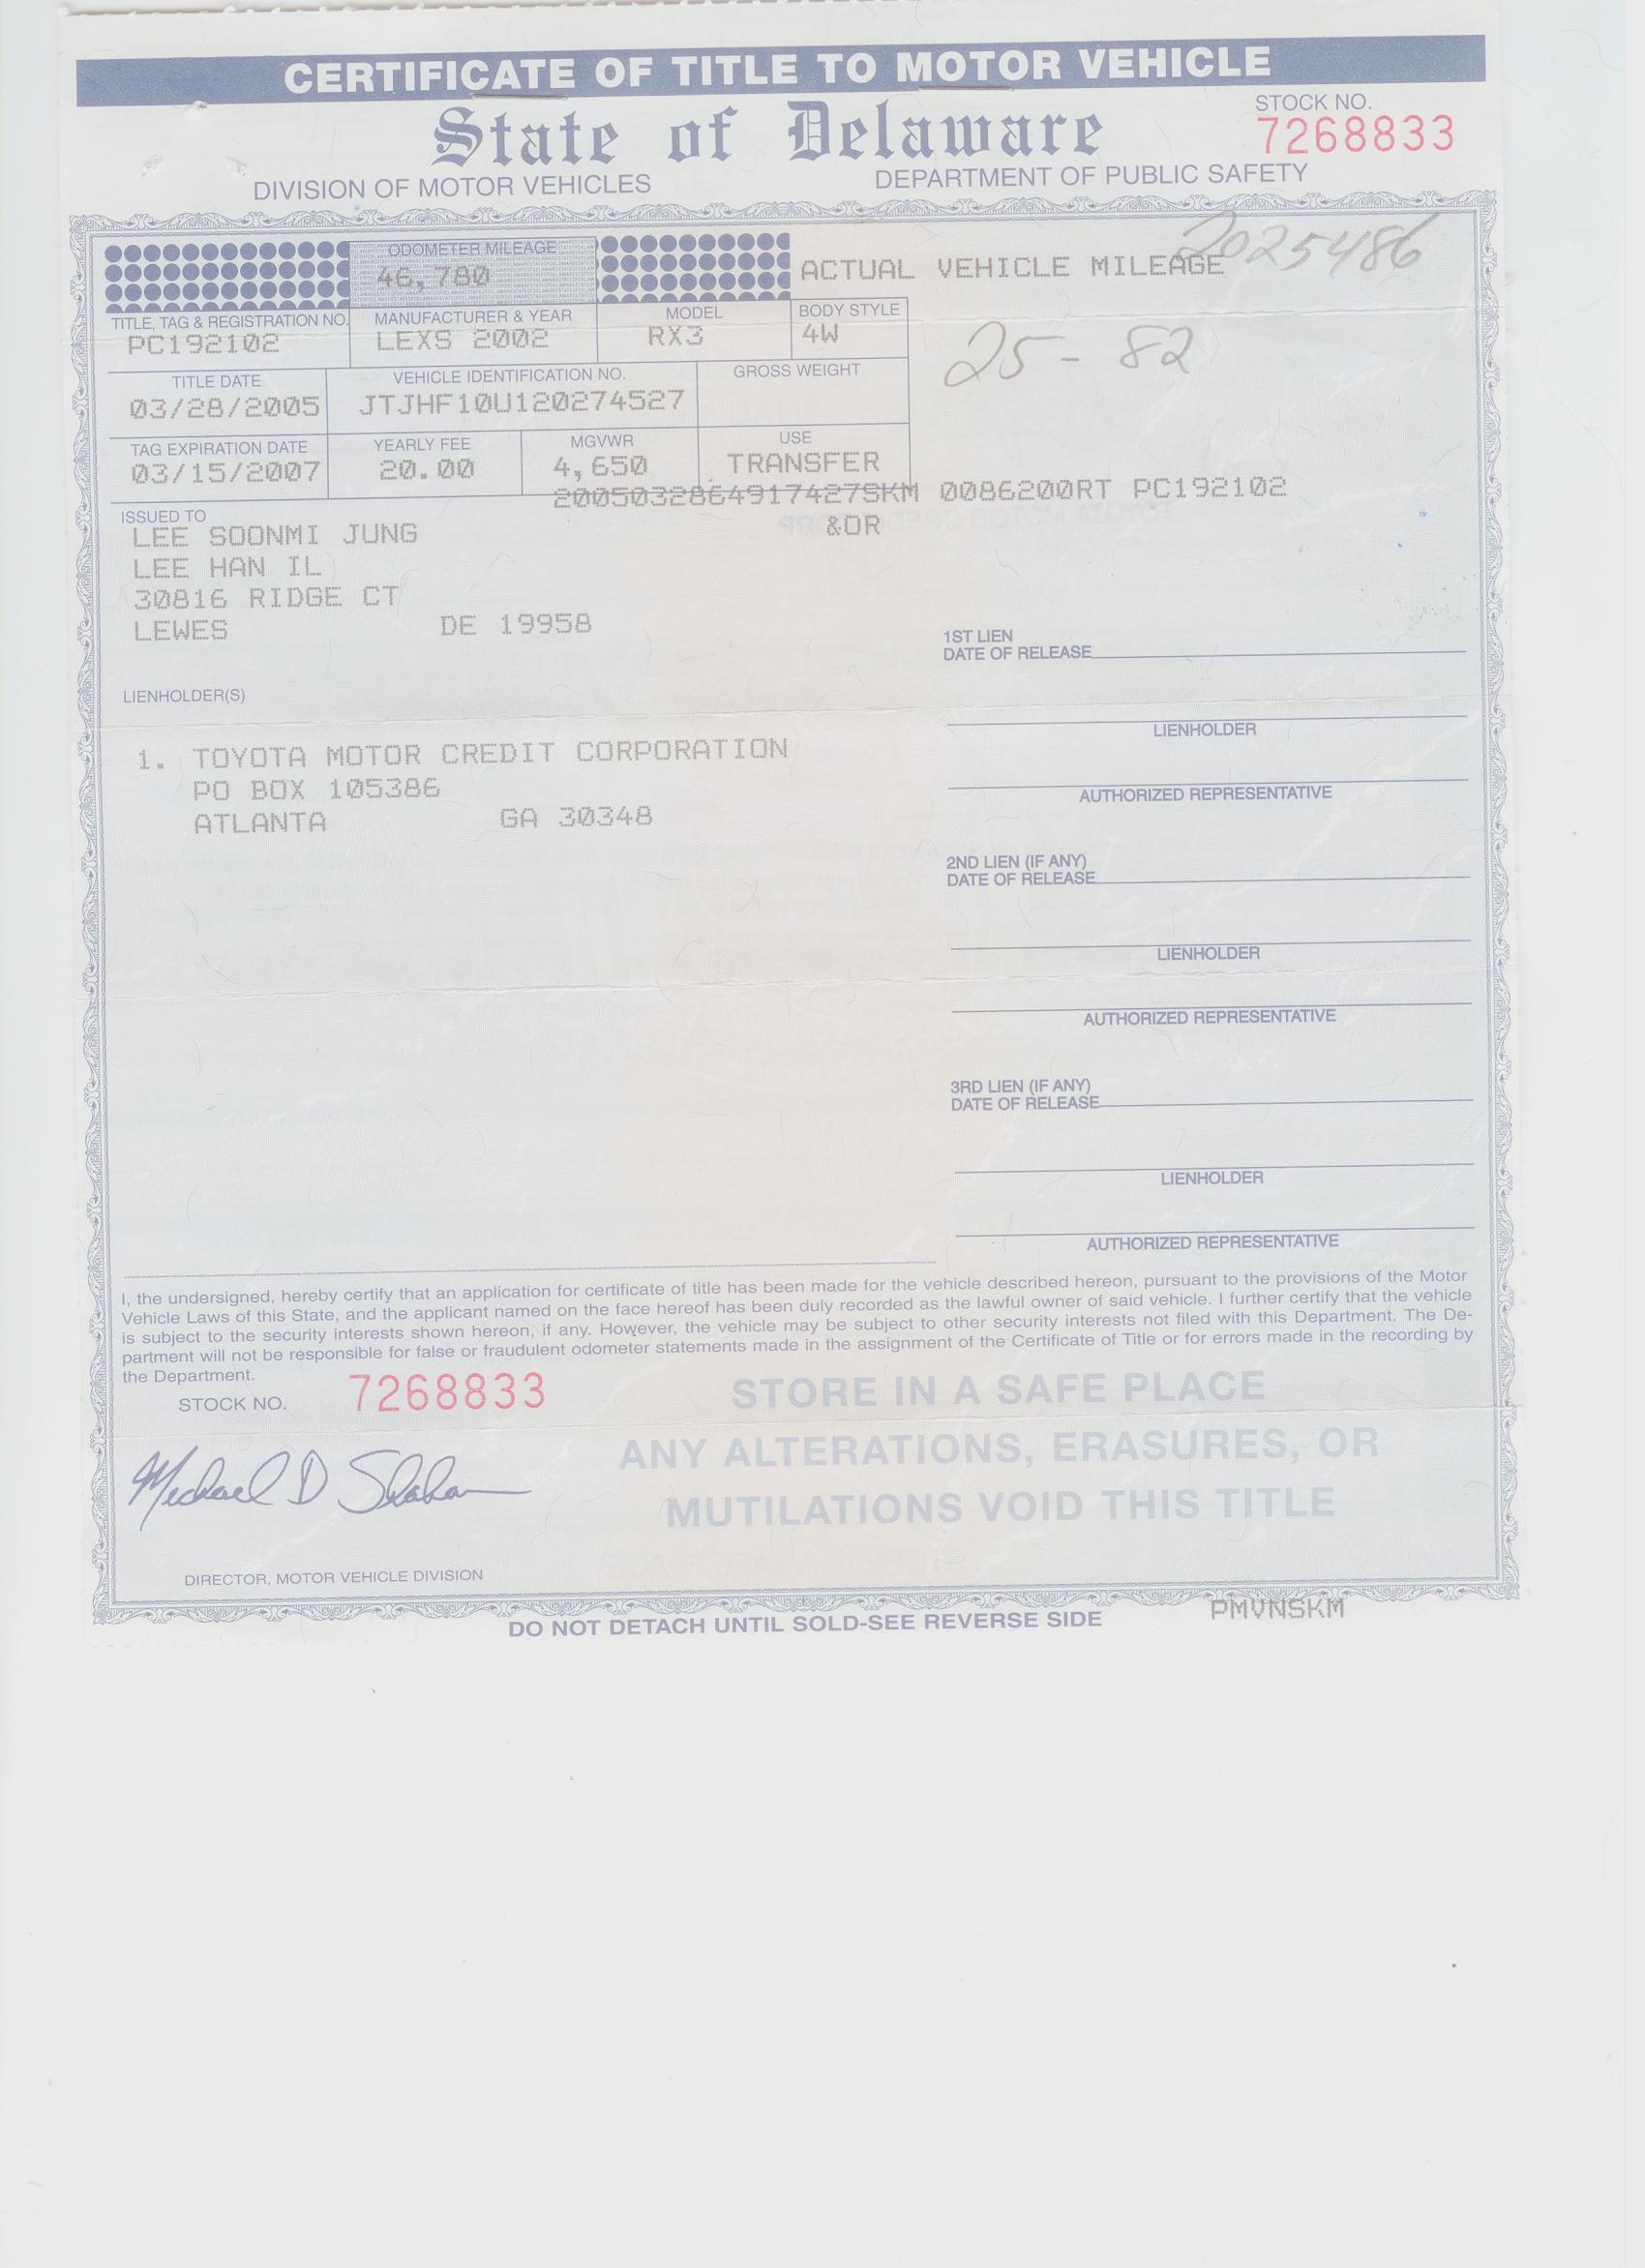 CERTIFICATE OF TITLE TO MOTOR VEHICLE
State of Delaware
STOCK NO.
7268833
DIVISION OF MOTOR VEHICLES
DEPARTMENT OF PUBLIC SAFETY
ODOMETER MILEAGE
46,780
ACTUAL VEHICLE MILEAGE
2025486
TITLE, TAG & REGISTRATION NO. MANUFACTURER & YEAR MODEL BODY STYLE
PC192102 LEXS 2002 RX3 4W
25-82
TITLE DATE VEHICLE IDENTIFICATION NO. GROSS WEIGHT
03/28/2005 JTJHF10U120274527
TAG EXPIRATION DATE YEARLY FEE MGVWR USE
03/15/2007 20.00 4,650 TRANSFER
2005032864917427SKM 0086200RT PC192102
ISSUED TO
&OR
LEE SOONMI JUNG
LEE HAN IL
30816 RIDGE CT
LEWES DE 19958
1ST LIEN
DATE OF RELEASE
LIENHOLDER(S)
LIENHOLDER
1. TOYOTA MOTOR CREDIT CORPORATION
PO BOX 105386
AUTHORIZED REPRESENTATIVE
ATLANTA GA 30348
2ND LIEN (IF ANY)
DATE OF RELEASE
LIENHOLDER
AUTHORIZED REPRESENTATIVE
3RD LIEN (IF ANY)
DATE OF RELEASE
LIENHOLDER
AUTHORIZED REPRESENTATIVE
I, the undersigned, hereby certify that an application for certificate of title has been made for the vehicle described hereon, pursuant to the provisions of the Motor
Vehicle Laws of this State, and the applicant named on the face hereof has been duly recorded as the lawful owner of said vehicle. I further certify that the vehicle
is subject to the security interests shown hereon, if any. However, the vehicle may be subject to other security interests not filed with this Department. The De-
partment will not be responsible for false or fraudulent odometer statements made in the assignment of the Certificate of Title or for errors made in the recording by
the Department.
STOCK NO. 7268833
STORE IN A SAFE PLACE
ANY ALTERATIONS, ERASURES, OR
MUTILATIONS VOID THIS TITLE
Michael D Shahan
DIRECTOR, MOTOR VEHICLE DIVISION
PMVNSKM
DO NOT DETACH UNTIL SOLD-SEE REVERSE SIDE